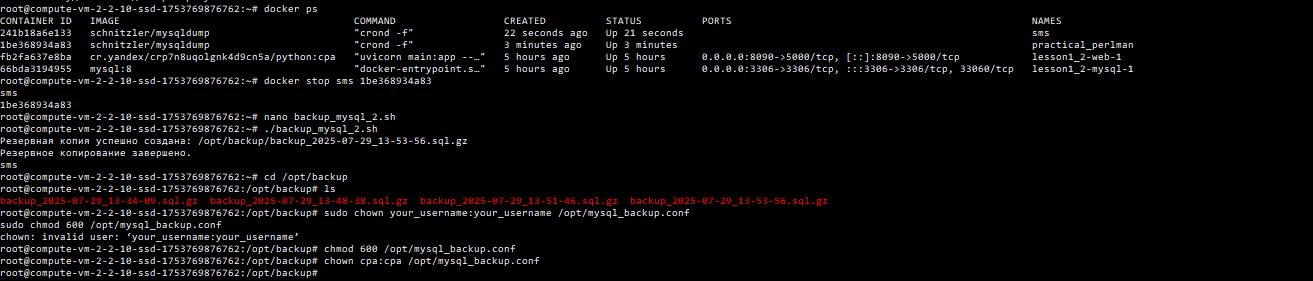 root@compute-vm-2-2-10-ssd-1753769876762:~# docker ps
CONTAINER ID   IMAGE                                          COMMAND                  CREATED          STATUS          PORTS                                                  NAMES
241b18a6e133   schnitzler/mysqldump                           "crond -f"               22 seconds ago   Up 21 seconds                                                          sms
1be368934a83   schnitzler/mysqldump                           "crond -f"               3 minutes ago    Up 3 minutes                                                           practical_perlman
fb2fa637e8ba   cr.yandex/crp7n8uqolgnk4d9cn5a/python:cpa      "uvicorn main:app --…"   5 hours ago      Up 5 hours      0.0.0.0:8090->5000/tcp, [::]:8090->5000/tcp            lesson1_2-web-1
66bda3194955   mysql:8                                        "docker-entrypoint.s…"   5 hours ago      Up 5 hours      0.0.0.0:3306->3306/tcp, :::3306->3306/tcp, 33060/tcp   lesson1_2-mysql-1
root@compute-vm-2-2-10-ssd-1753769876762:~# docker stop sms 1be368934a83
sms
1be368934a83
root@compute-vm-2-2-10-ssd-1753769876762:~# nano backup_mysql_2.sh
root@compute-vm-2-2-10-ssd-1753769876762:~# ./backup_mysql_2.sh
Резервная копия успешно создана: /opt/backup/backup_2025-07-29_13-53-56.sql.gz
Резервное копирование завершено.
sms
root@compute-vm-2-2-10-ssd-1753769876762:~# cd /opt/backup
root@compute-vm-2-2-10-ssd-1753769876762:/opt/backup# ls
backup_2025-07-29_13-34-09.sql.gz  backup_2025-07-29_13-48-38.sql.gz  backup_2025-07-29_13-51-46.sql.gz  backup_2025-07-29_13-53-56.sql.gz
root@compute-vm-2-2-10-ssd-1753769876762:/opt/backup# sudo chown your_username:your_username /opt/mysql_backup.conf
sudo chmod 600 /opt/mysql_backup.conf
chown: invalid user: ‘your_username:your_username’
root@compute-vm-2-2-10-ssd-1753769876762:/opt/backup# chmod 600 /opt/mysql_backup.conf
root@compute-vm-2-2-10-ssd-1753769876762:/opt/backup# chown cpa:cpa /opt/mysql_backup.conf
root@compute-vm-2-2-10-ssd-1753769876762:/opt/backup#